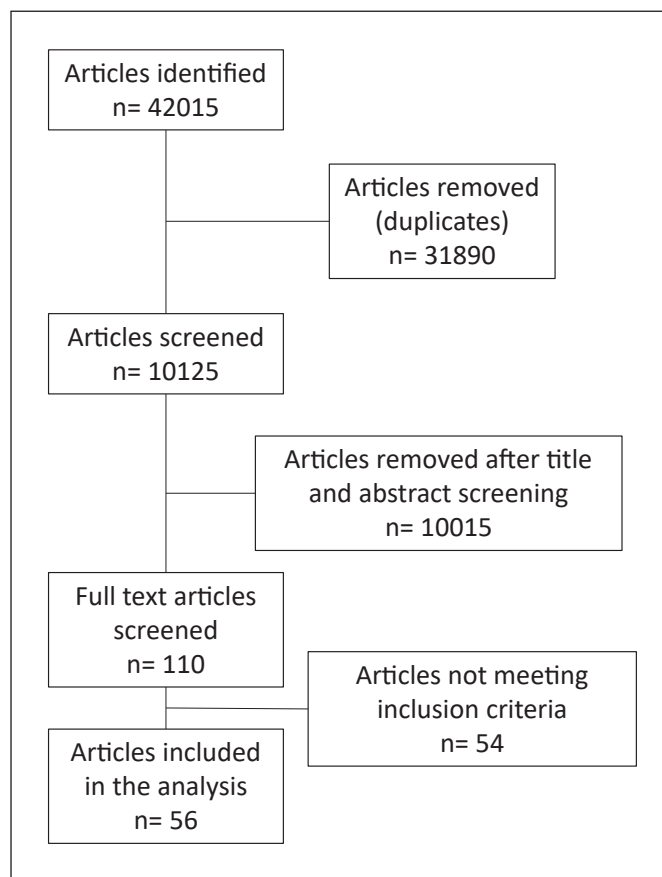 Articles identified
n= 42015
Articles removed
(duplicates)
n= 31890
Articles screened
n= 10125
Articles removed after title
and abstract screening
n= 10015
Full text articles
screened
n= 110
Articles not meeting
inclusion criteria
n= 54
Articles included
in the analysis
n= 56